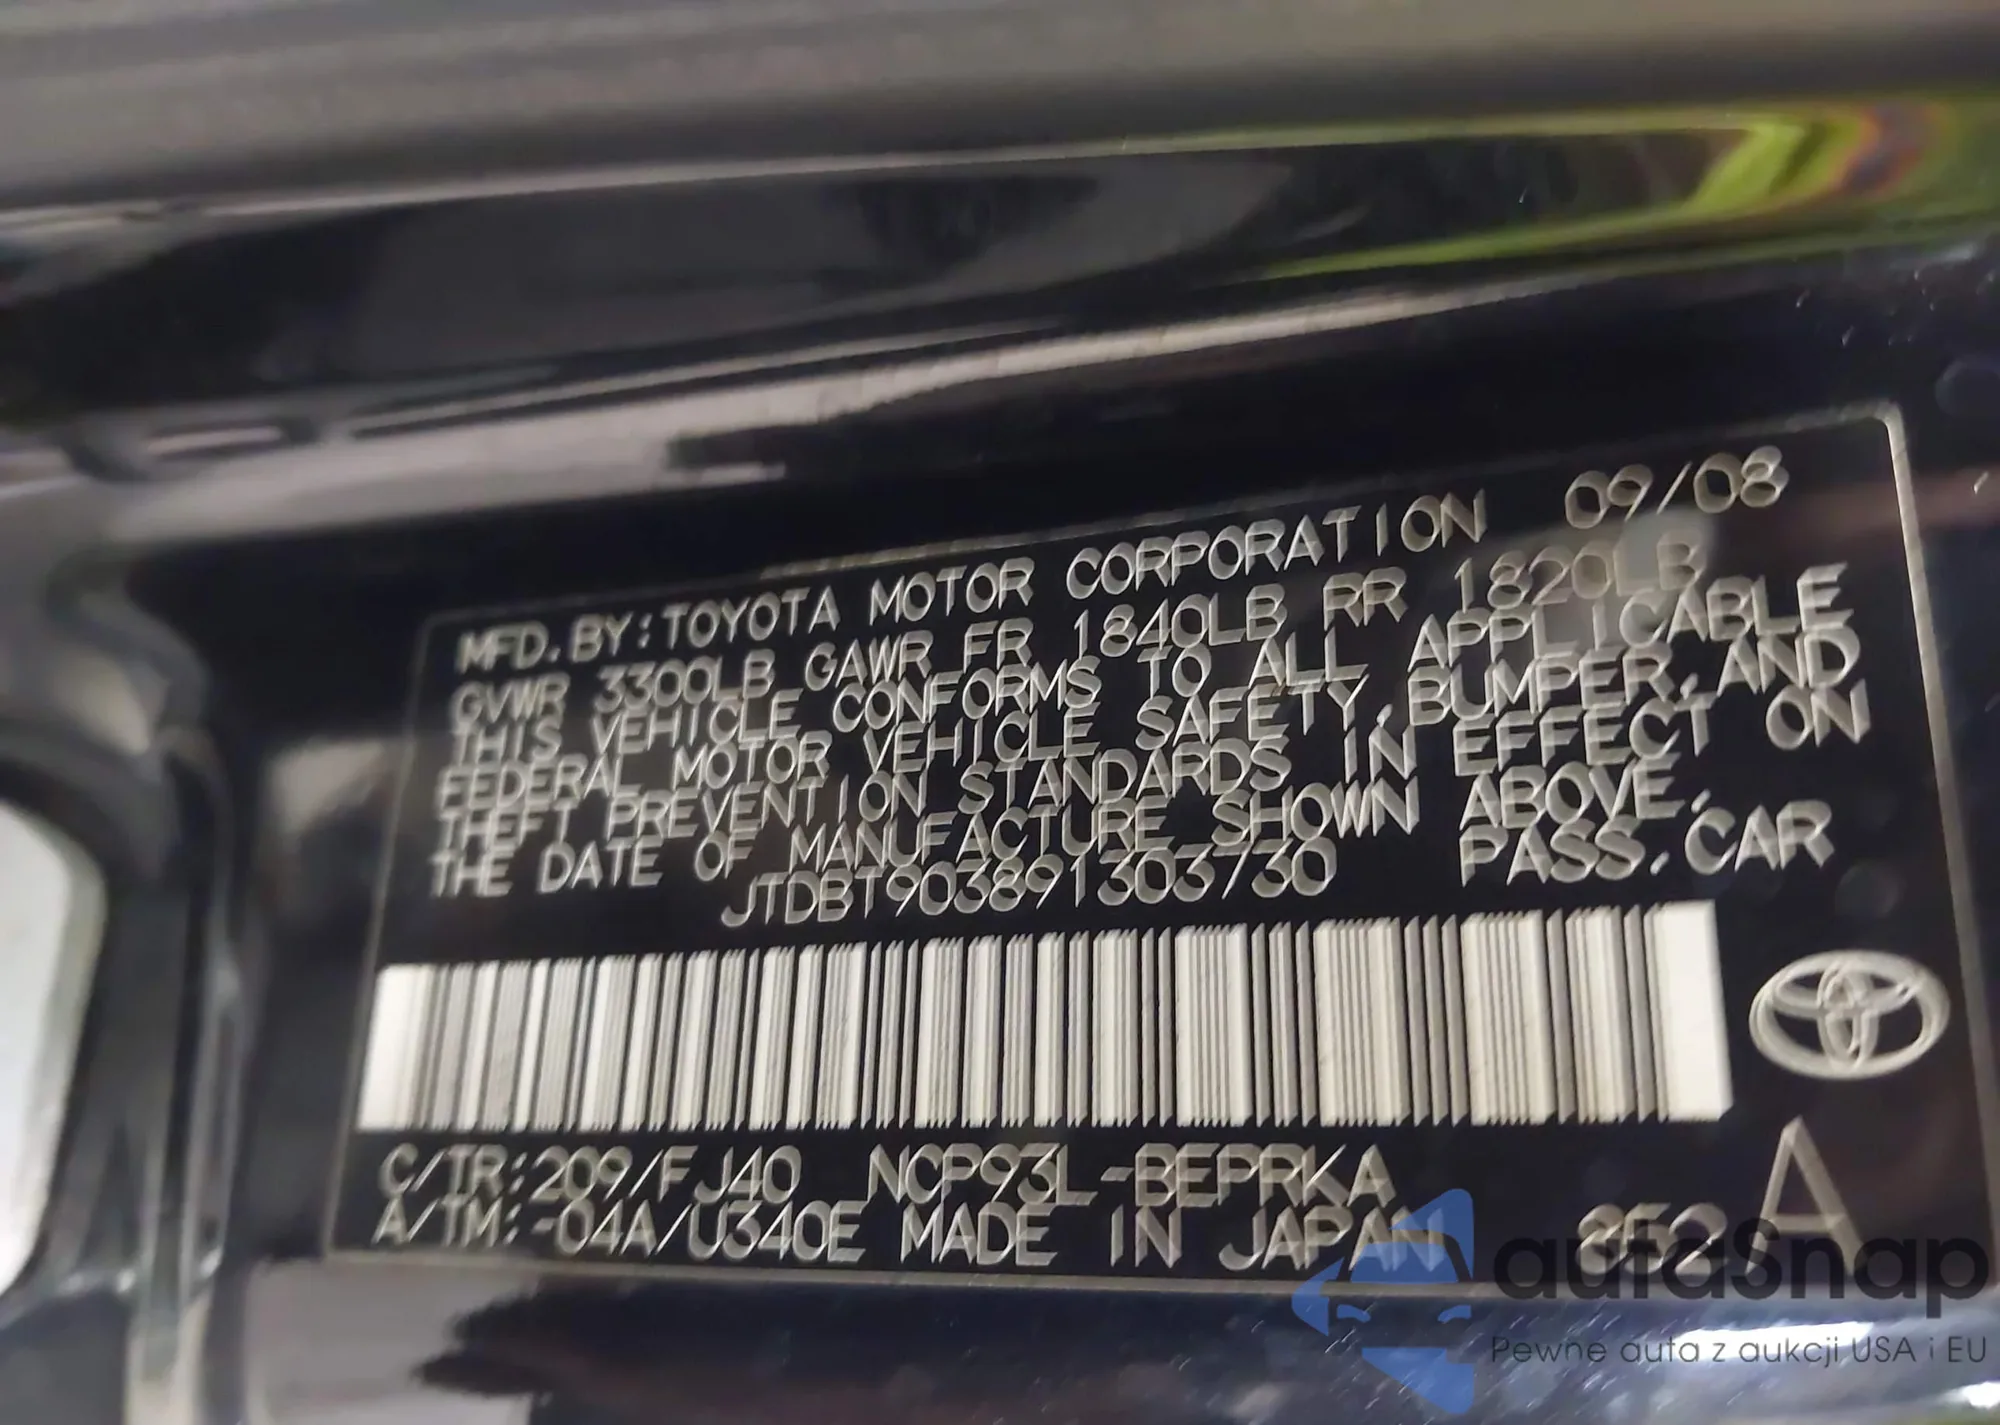 MFD.BY:TOYOTA MOTOR CORPORATION 09/08
GVWR 3300LB GAWR FR 1840LB RR 1820LB
THIS VEHICLE CONFORMS TO ALL APPLICABLE
FEDERAL MOTOR VEHICLE SAFETY,BUMPER,AND
THEFT PREVENTION STANDARDS IN EFFECT ON
THE DATE OF MANUFACTURE SHOWN ABOVE.
JTDBT903891303730 PASS.CAR
C/TR:209/FJ40 NCP93L-BEPRKA
A/TM:-04A/U340E MADE IN JAPAN 852 A
autaSnap
Pewne auta z aukcji USA i EU